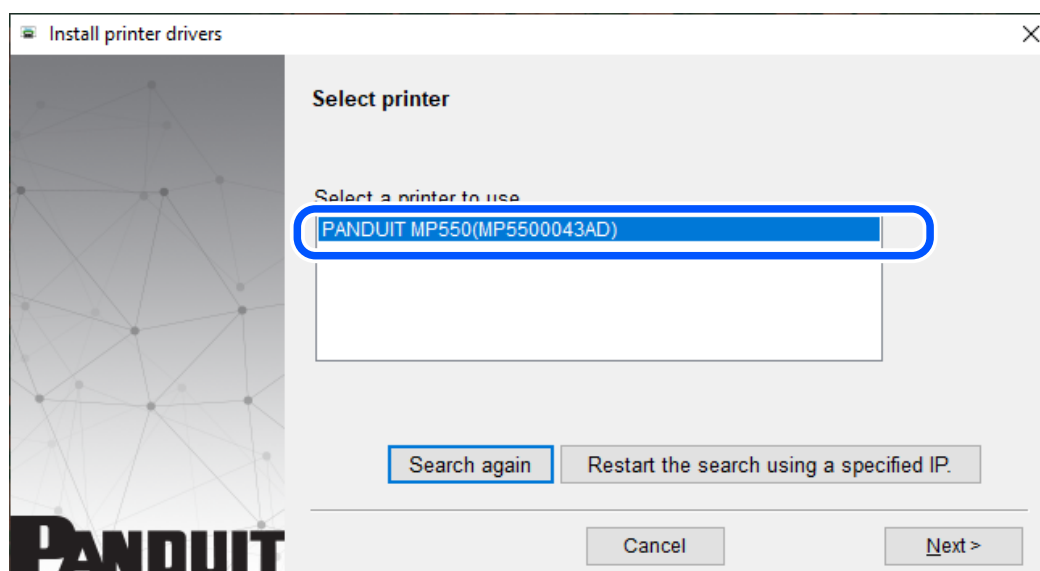 Install printer drivers
Select printer
Select a printer to use
PANDUIT MP550(MP5500043AD)
Search again
Restart the search using a specified IP.
PANDUIT
Cancel
Next >